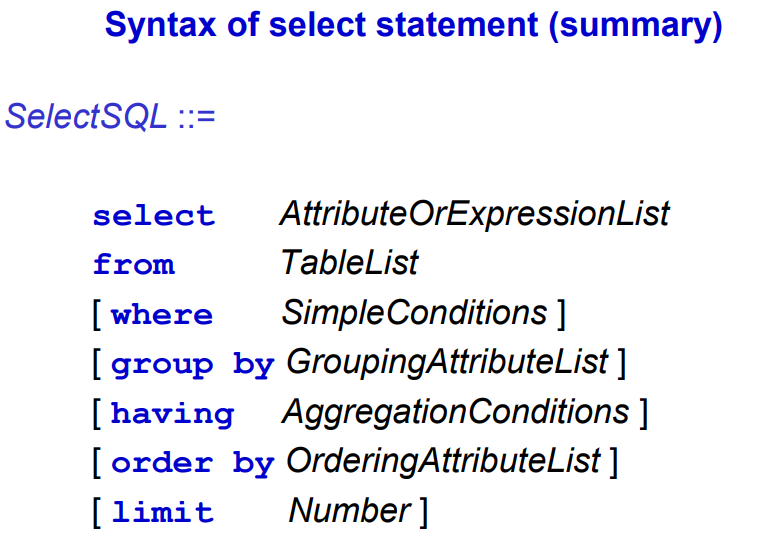 Syntax of select statement (summary)
SelectSQL ::=
select AttributeOrExpressionList
from TableList
[ where SimpleConditions ]
[ group by GroupingAttributeList ]
[ having AggregationConditions ]
[ order by OrderingAttributeList ]
[ limit Number ]